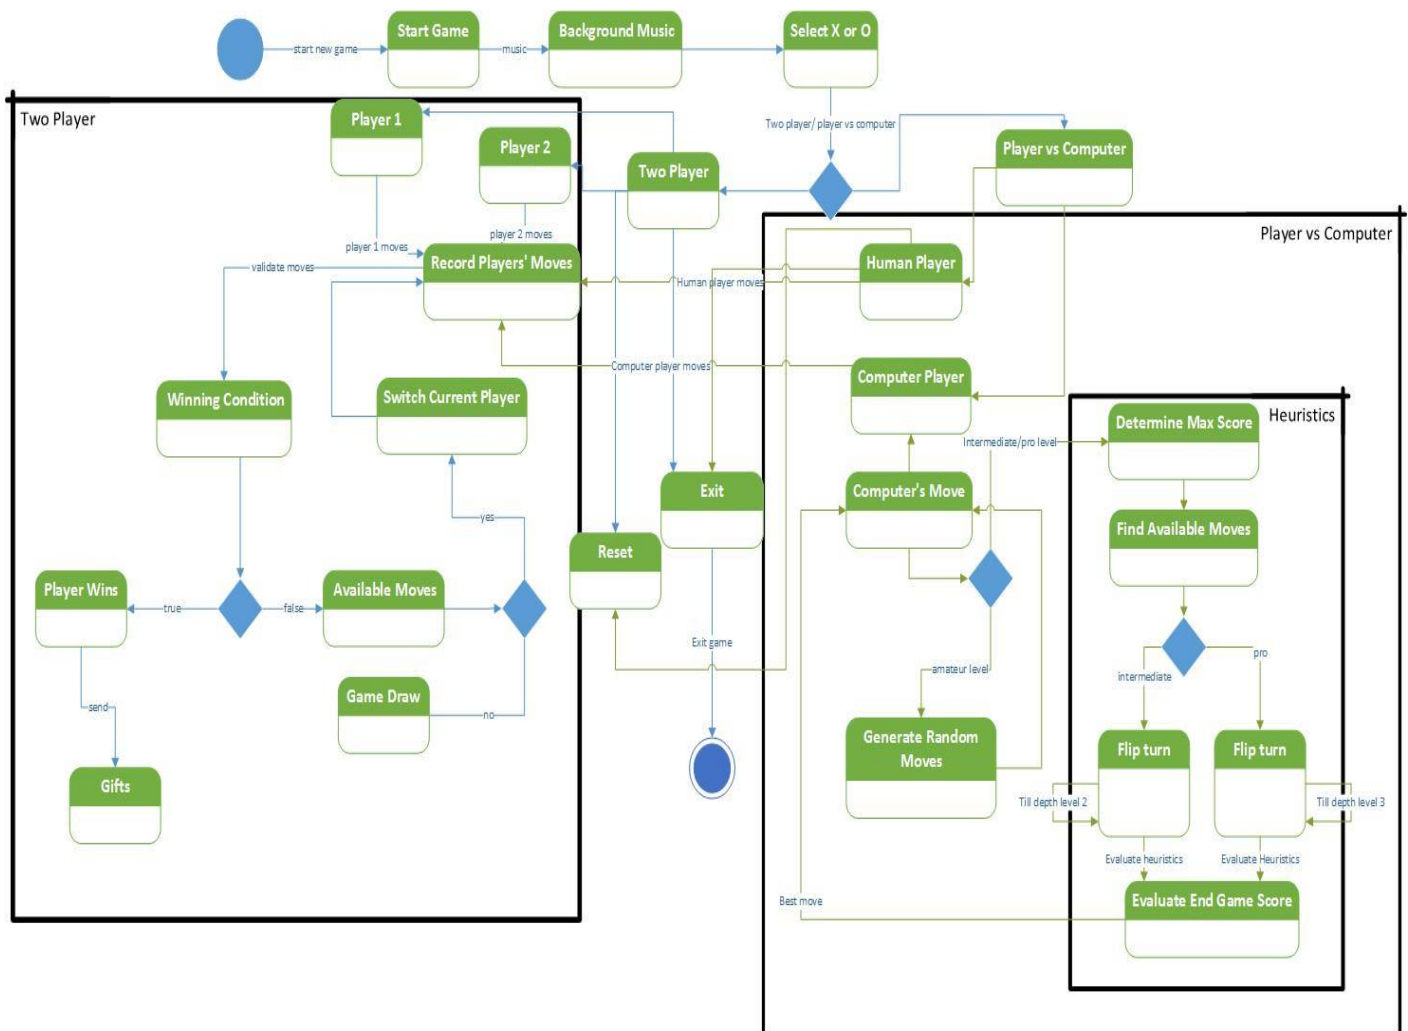 Start Game
Background Music
Select X or O
start new game
music
Two Player
Player 1
Two player/ player vs computer
Player 2
Player vs Computer
Two Player
Player vs Computer
player 2 moves
player 1 moves
Record Players' Moves
Human Player
validate moves
Human player moves
Computer player moves
Winning Condition
Switch Current Player
Computer Player
Heuristics
Determine Max Score
Intermediate/pro level
Exit
Computer's Move
yes
Find Available Moves
Reset
Player Wins
true
false
Available Moves
Exit game
amateur level
pro
intermediate
Game Draw
send
no
Generate Random
Moves
Flip turn
Flip turn
Gifts
Till depth level 2
Till depth level 3
Evaluate heuristics
Evaluate Heuristics
Best move
Evaluate End Game Score